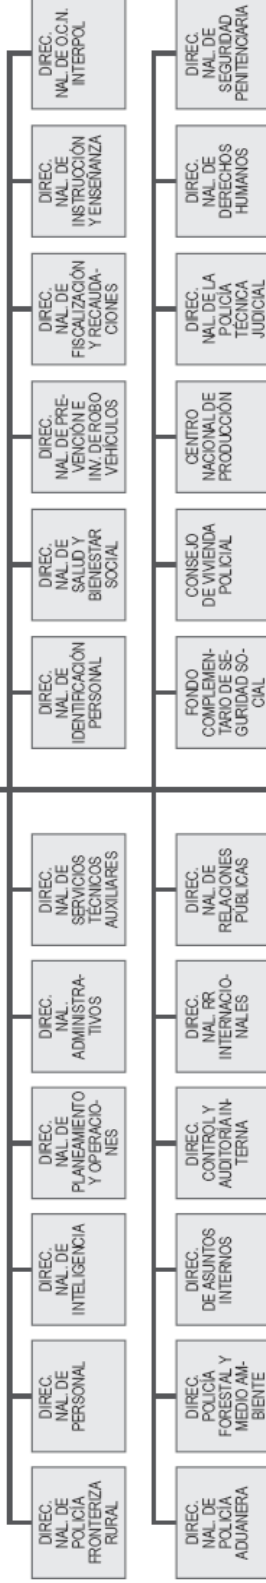 DIREC.
NAL. DE
POLICÍA
FRONTERIZA
RURAL
DIREC.
NAL. DE
PERSONAL
DIREC.
NAL. DE
INTELIGENCIA
DIREC.
NAL. DE
PLANEAMIENTO
Y OPERACIO-
NES
DIREC.
NAL.
ADMINISTRA-
TIVOS
DIREC.
NAL. DE
SERVICIOS
TÉCNICOS
AUXILIARES
DIREC.
NAL. DE
IDENTIFICACIÓN
PERSONAL
DIREC.
NAL. DE
SALUD Y
BIENESTAR
SOCIAL
DIREC.
NAL. DE PRE-
VENCIÓN E
INV. DE ROBO
VEHÍCULOS
DIREC.
NAL. DE
FISCALIZACIÓN
Y RECAUDA-
CIONES
DIREC.
NAL. DE
INSTRUCCIÓN
Y ENSEÑANZA
DIREC.
NAL. DE O.C.N.
INTERPOL
DIREC.
NAL. DE
POLICÍA
ADUANERA
DIREC.
POLICÍA
FORESTAL Y
MEDIO AM-
BIENTE
DIREC.
DE ASUNTOS
INTERNOS
DIREC.
CONTROL Y
AUDITORÍA IN-
TERNA
DIREC.
NAL. RR
INTERNACIO-
NALES
DIREC.
NAL. DE
RELACIONES
PÚBLICAS
FONDO
COMPLEMEN-
TARIO DE SE-
GURIDAD SO-
CIAL
CONSEJO
DE VIVIENDA
POLICIAL
CENTRO
NACIONAL DE
PRODUCCIÓN
DIREC.
NAL. DE LA
POLICÍA
TÉCNICA
JUDICIAL
DIREC.
NAL. DE
DERECHOS
HUMANOS
DIREC.
NAL. DE
SEGURIDAD
PENITENCIARIA